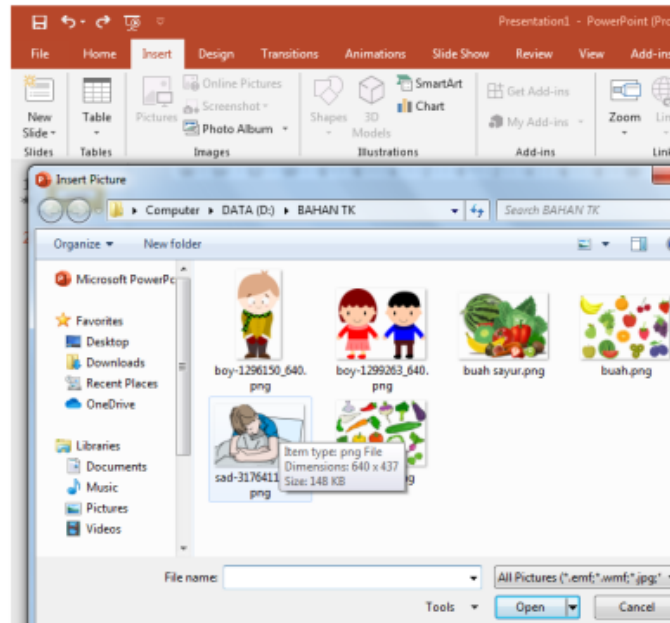 Presentation1 - PowerPoint (Pro
File Home Insert Design Transitions Animations Slide Show Review View Add-ins
New Slide
Table
Pictures
Online Pictures
Screenshot
Photo Album
Shapes
3D Models
SmartArt
Chart
Get Add-ins
My Add-ins
Zoom
Lin
Slides Tables Images Illustrations Add-ins Link
Insert Picture
Computer DATA (D:) BAHAN TK
Search BAHAN TK
Organize New folder
Microsoft PowerPo
Favorites
Desktop
Downloads
Recent Places
OneDrive
Libraries
Documents
Music
Pictures
Videos
boy-1296150_640.
png
boy-1299263_640.
png
buah sayur.png
buah.png
sad-3176411
png
Item type: png File
Dimensions: 640 x 437
Size: 148 KB
File name:
All Pictures (*.emf;*.wmf;*.jpg;*
Tools Open Cancel